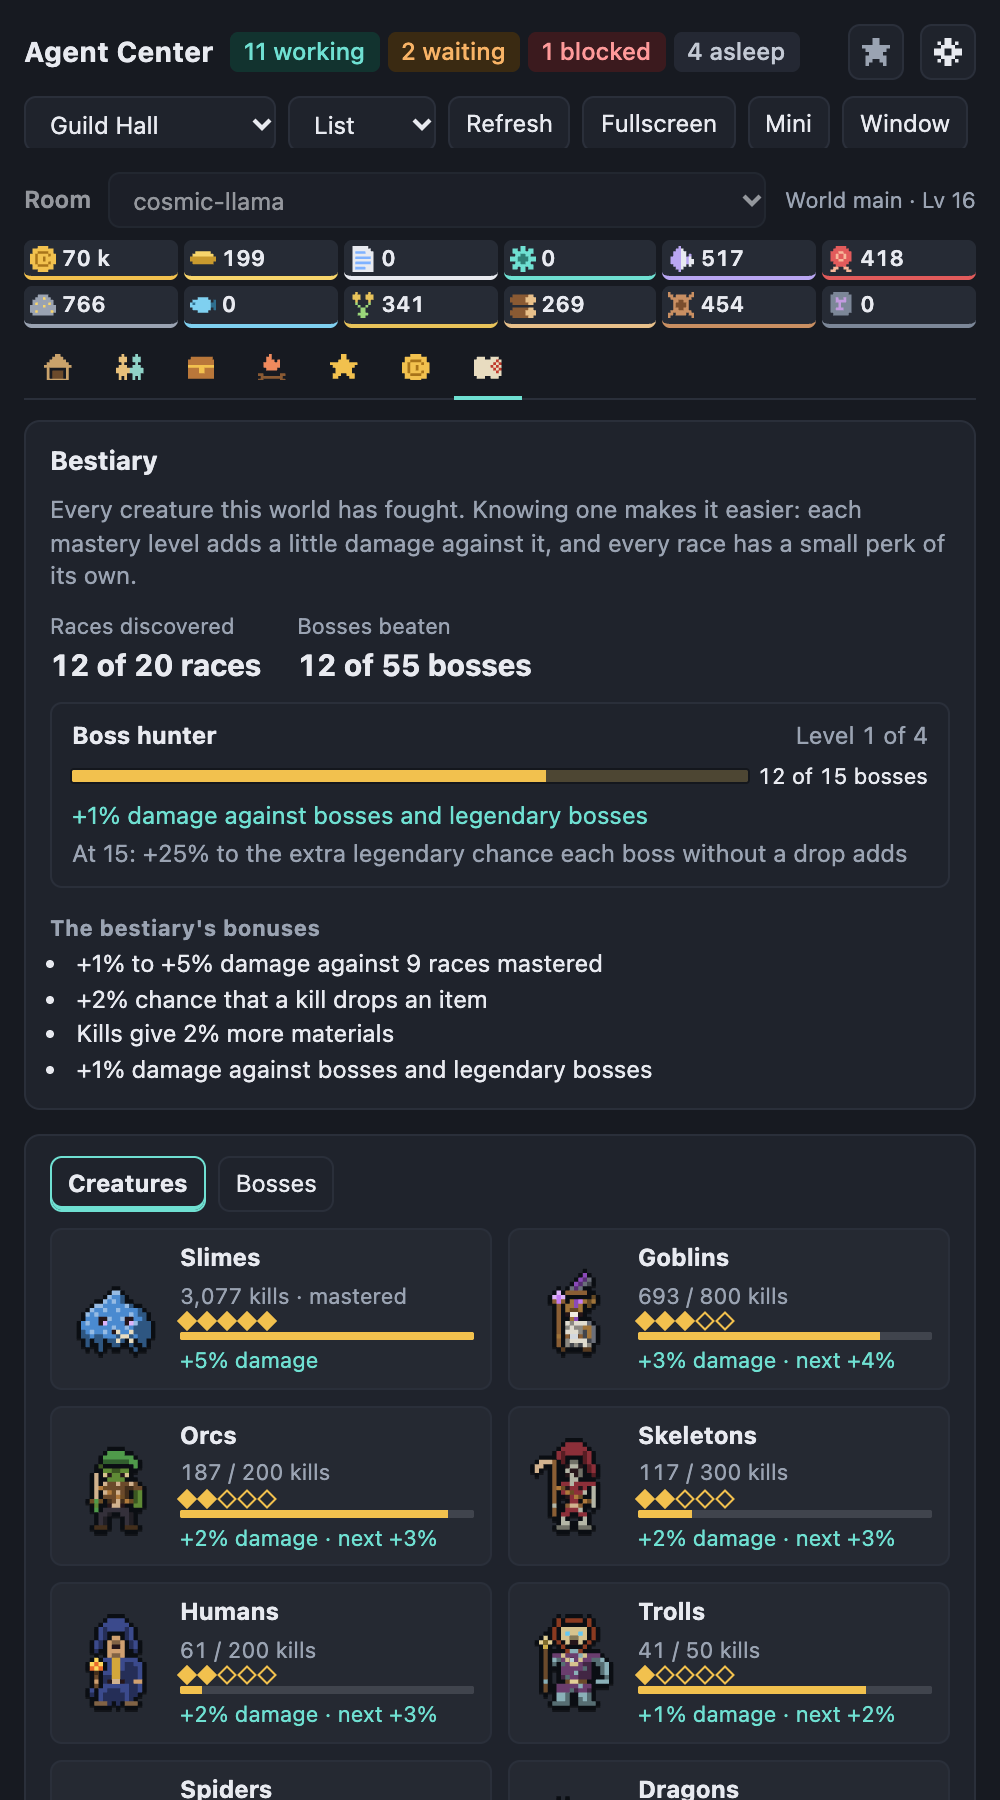 Agent Center
11 working
2 waiting
1 blocked
4 asleep
Guild Hall
List
Refresh
Fullscreen
Mini
Window
Room
cosmic-llama
World main · Lv 16
70 k
199
0
0
517
418
766
0
341
269
454
0
Bestiary
Every creature this world has fought. Knowing one makes it easier: each
mastery level adds a little damage against it, and every race has a small perk of
its own.
Races discovered
12 of 20 races
Bosses beaten
12 of 55 bosses
Boss hunter
Level 1 of 4
12 of 15 bosses
+1% damage against bosses and legendary bosses
At 15: +25% to the extra legendary chance each boss without a drop adds
The bestiary's bonuses
• +1% to +5% damage against 9 races mastered
• +2% chance that a kill drops an item
• Kills give 2% more materials
• +1% damage against bosses and legendary bosses
Creatures
Bosses
Slimes
3,077 kills · mastered
+5% damage
Goblins
693 / 800 kills
+3% damage · next +4%
Orcs
187 / 200 kills
+2% damage · next +3%
Skeletons
117 / 300 kills
+2% damage · next +3%
Humans
61 / 200 kills
+2% damage · next +3%
Trolls
41 / 50 kills
+1% damage · next +2%
Spiders
Dragons